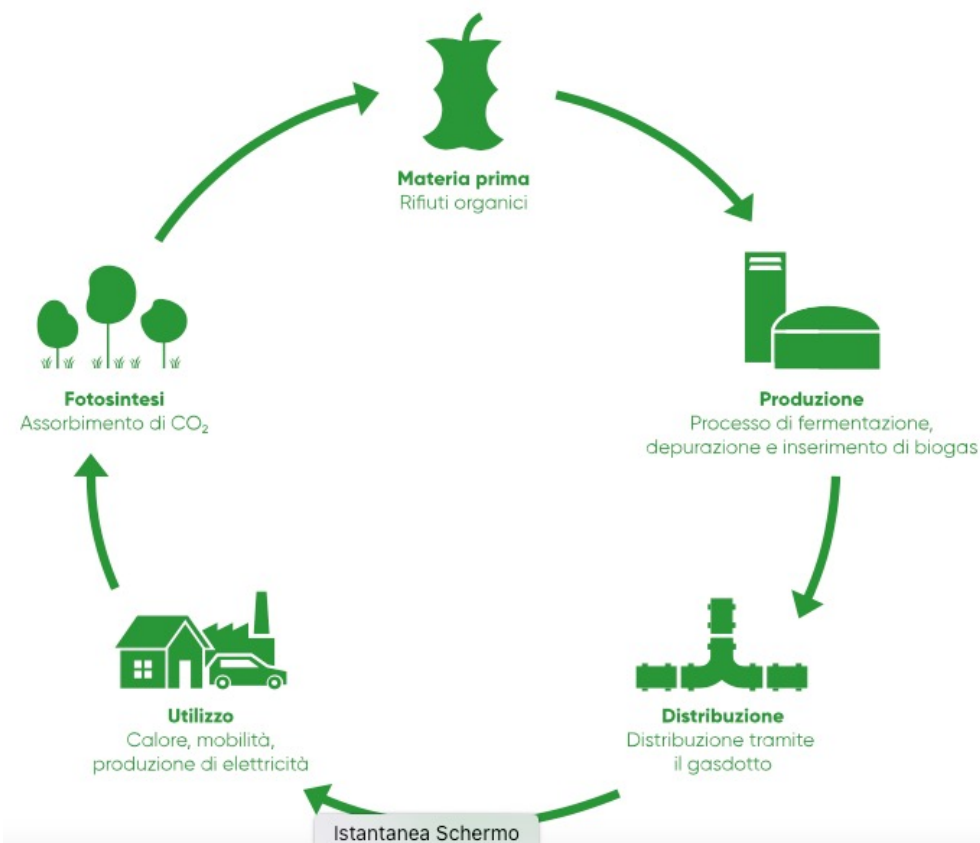 Materia prima
Rifiuti organici
Produzione
Processo di fermentazione,
depurazione e inserimento di biogas
Distribuzione
Distribuzione tramite
il gasdotto
Utilizzo
Calore, mobilità,
produzione di elettricità
Fotosintesi
Assorbimento di CO₂
Istantanea Schermo